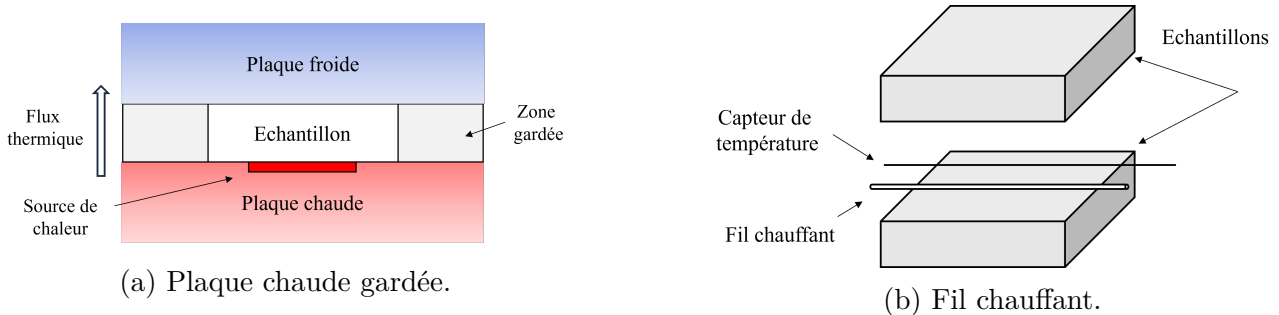 Plaque froide
Flux
thermique
Echantillon
Zone
gardée
Source de
chaleur
Plaque chaude
(a) Plaque chaude gardée.
Echantillons
Capteur de
température
Fil chauffant
(b) Fil chauffant.